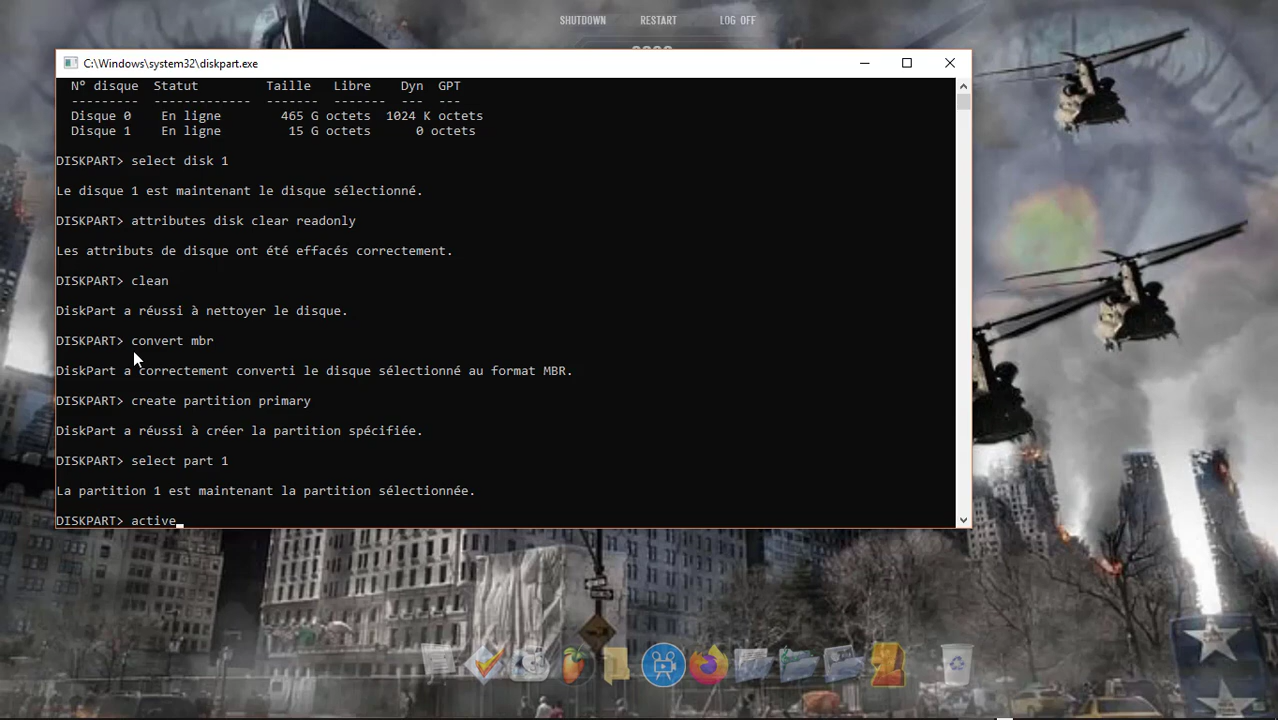 SHUTDOWN RESTART LOG OFF
C:\Windows\system32\diskpart.exe
N° disque Statut Taille Libre Dyn GPT
--------- ------------- ------- ------- --- ---
Disque 0 En ligne 465 G octets 1024 K octets
Disque 1 En ligne 15 G octets 0 octets
DISKPART> select disk 1
Le disque 1 est maintenant le disque sélectionné.
DISKPART> attributes disk clear readonly
Les attributs de disque ont été effacés correctement.
DISKPART> clean
DiskPart a réussi à nettoyer le disque.
DISKPART> convert mbr
DiskPart a correctement converti le disque sélectionné au format MBR.
DISKPART> create partition primary
DiskPart a réussi à créer la partition spécifiée.
DISKPART> select part 1
La partition 1 est maintenant la partition sélectionnée.
DISKPART> active